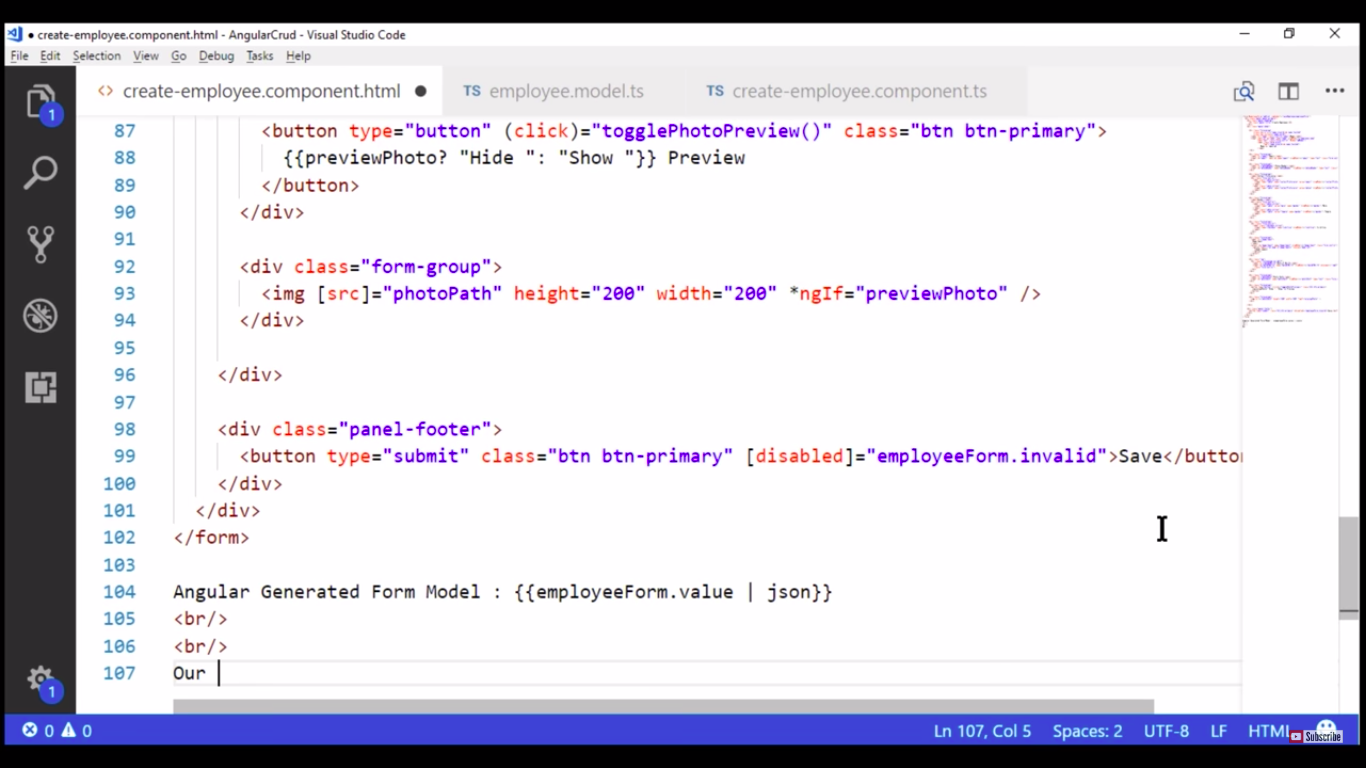 create-employee.component.html - AngularCrud - Visual Studio Code
File Edit Selection View Go Debug Tasks Help
create-employee.component.html TS employee.model.ts TS create-employee.component.ts
1
87 <button type="button" (click)="togglePhotoPreview()" class="btn btn-primary">
88 {{previewPhoto? "Hide ": "Show "}} Preview
89 </button>
90 </div>
91
92 <div class="form-group">
93 <img [src]="photoPath" height="200" width="200" *ngIf="previewPhoto" />
94 </div>
95
96 </div>
97
98 <div class="panel-footer">
99 <button type="submit" class="btn btn-primary" [disabled]="employeeForm.invalid">Save</button
100 </div>
101 </div>
102 </form>
103
104 Angular Generated Form Model : {{employeeForm.value | json}}
105 <br/>
106 <br/>
107 Our
1
0 0 Ln 107, Col 5 Spaces: 2 UTF-8 LF HTML
Subscribe